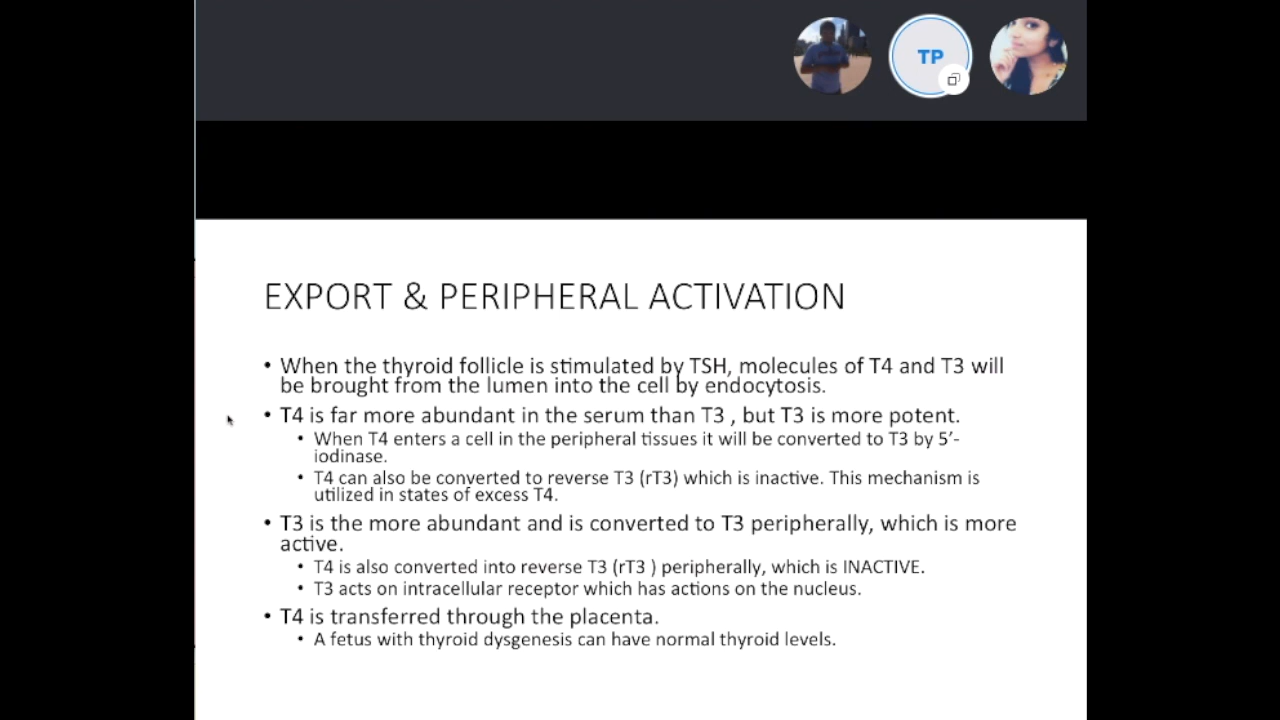 TP
EXPORT & PERIPHERAL ACTIVATION
• When the thyroid follicle is stimulated by TSH, molecules of T4 and T3 will
be brought from the lumen into the cell by endocytosis.
• T4 is far more abundant in the serum than T3 , but T3 is more potent.
• When T4 enters a cell in the peripheral tissues it will be converted to T3 by 5’-
iodinase.
• T4 can also be converted to reverse T3 (rT3) which is inactive. This mechanism is
utilized in states of excess T4.
• T3 is the more abundant and is converted to T3 peripherally, which is more
active.
• T4 is also converted into reverse T3 (rT3 ) peripherally, which is INACTIVE.
• T3 acts on intracellular receptor which has actions on the nucleus.
• T4 is transferred through the placenta.
• A fetus with thyroid dysgenesis can have normal thyroid levels.